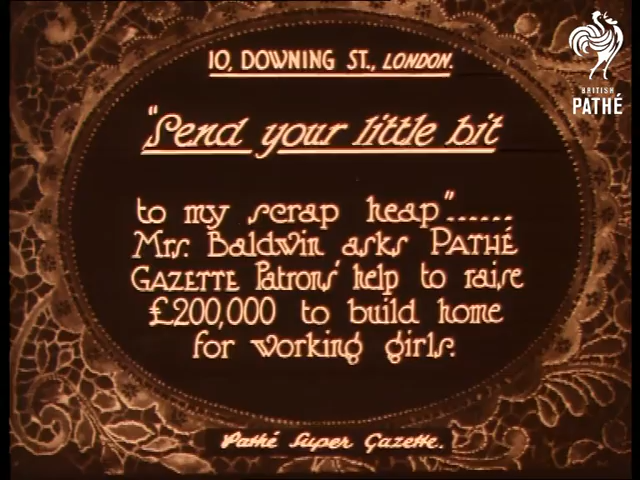 10, DOWNING ST., LONDON.
BRITISH
PATHÉ
"Send your little bit
to my scrap heap"......
Mrs. Baldwin asks PATHÉ
GAZETTE Patrons' help to raise
£200,000 to build home
for working girls.
Pathé Super Gazette.